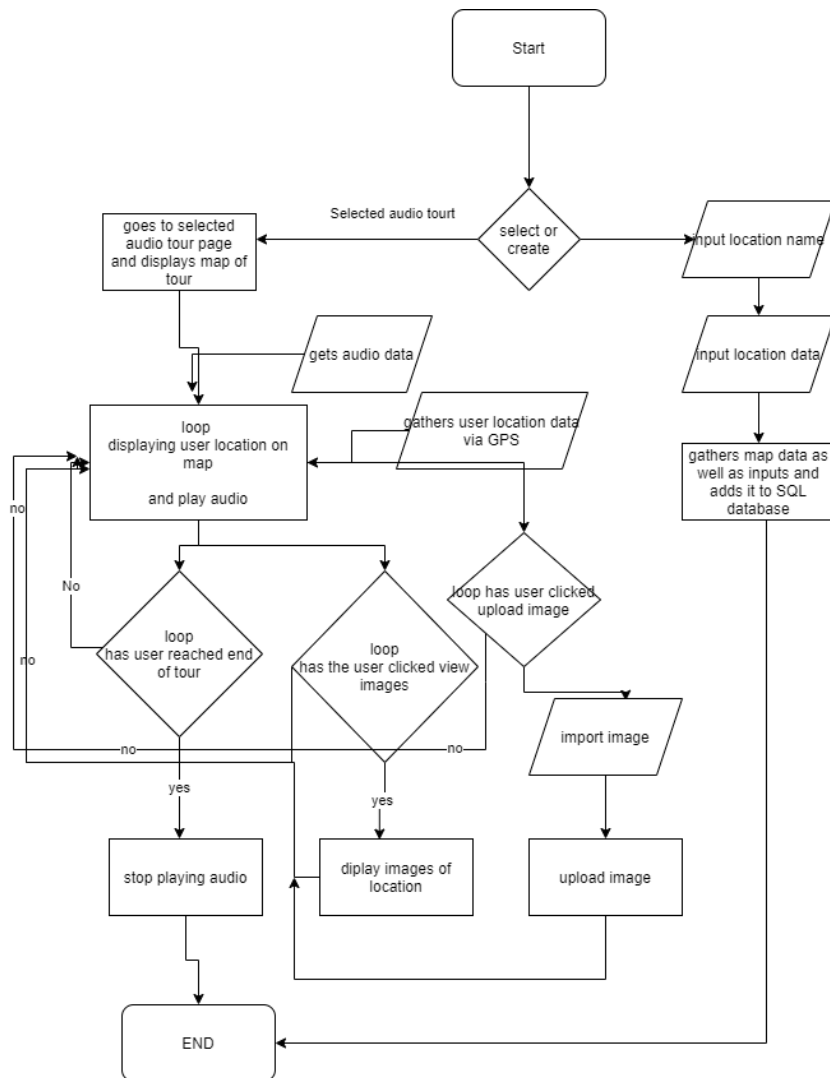 Start
Selected audio tourt
select or
create
goes to selected
audio tour page
and displays map of
tour
input location name
gets audio data
input location data
gathers user location data
via GPS
loop
displaying user location on
map
and play audio
gathers map data as
well as inputs and
adds it to SQL
database
no
No
loop has user clicked
upload image
loop
has user reached end
of tour
loop
has the user clicked view
images
no
no
no
import image
yes
yes
stop playing audio
diplay images of
location
upload image
END